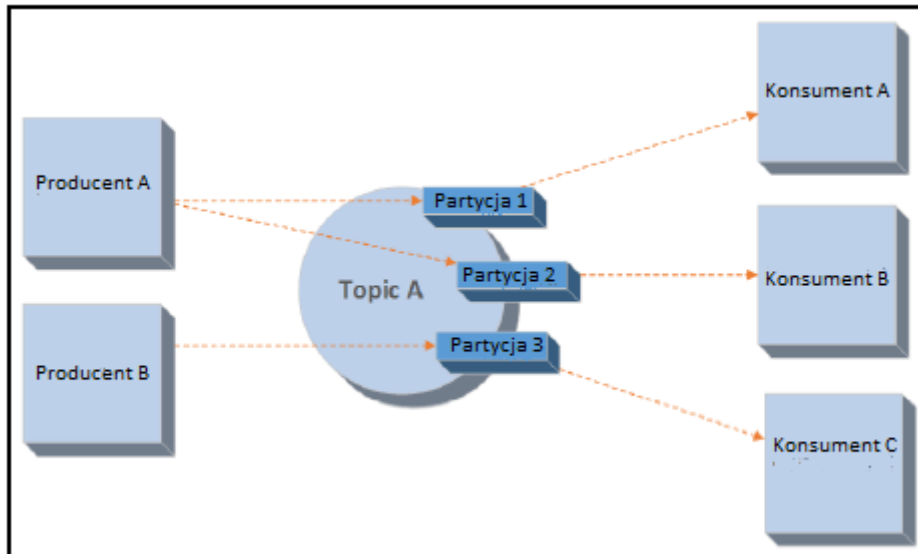 Konsument A
Producent A
Partycja 1
Partycja 2
Topic A
Konsument B
Partycja 3
Producent B
Konsument C